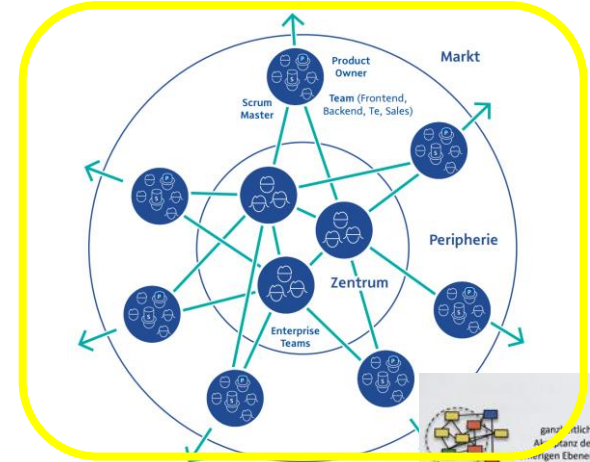 Markt
Product
Owner
Scrum
Master
Team (Frontend,
Backend, Te, Sales)
P
S
P
S
P
S
Peripherie
Zentrum
P
S
P
S
Enterprise
Teams
P
S
P
S